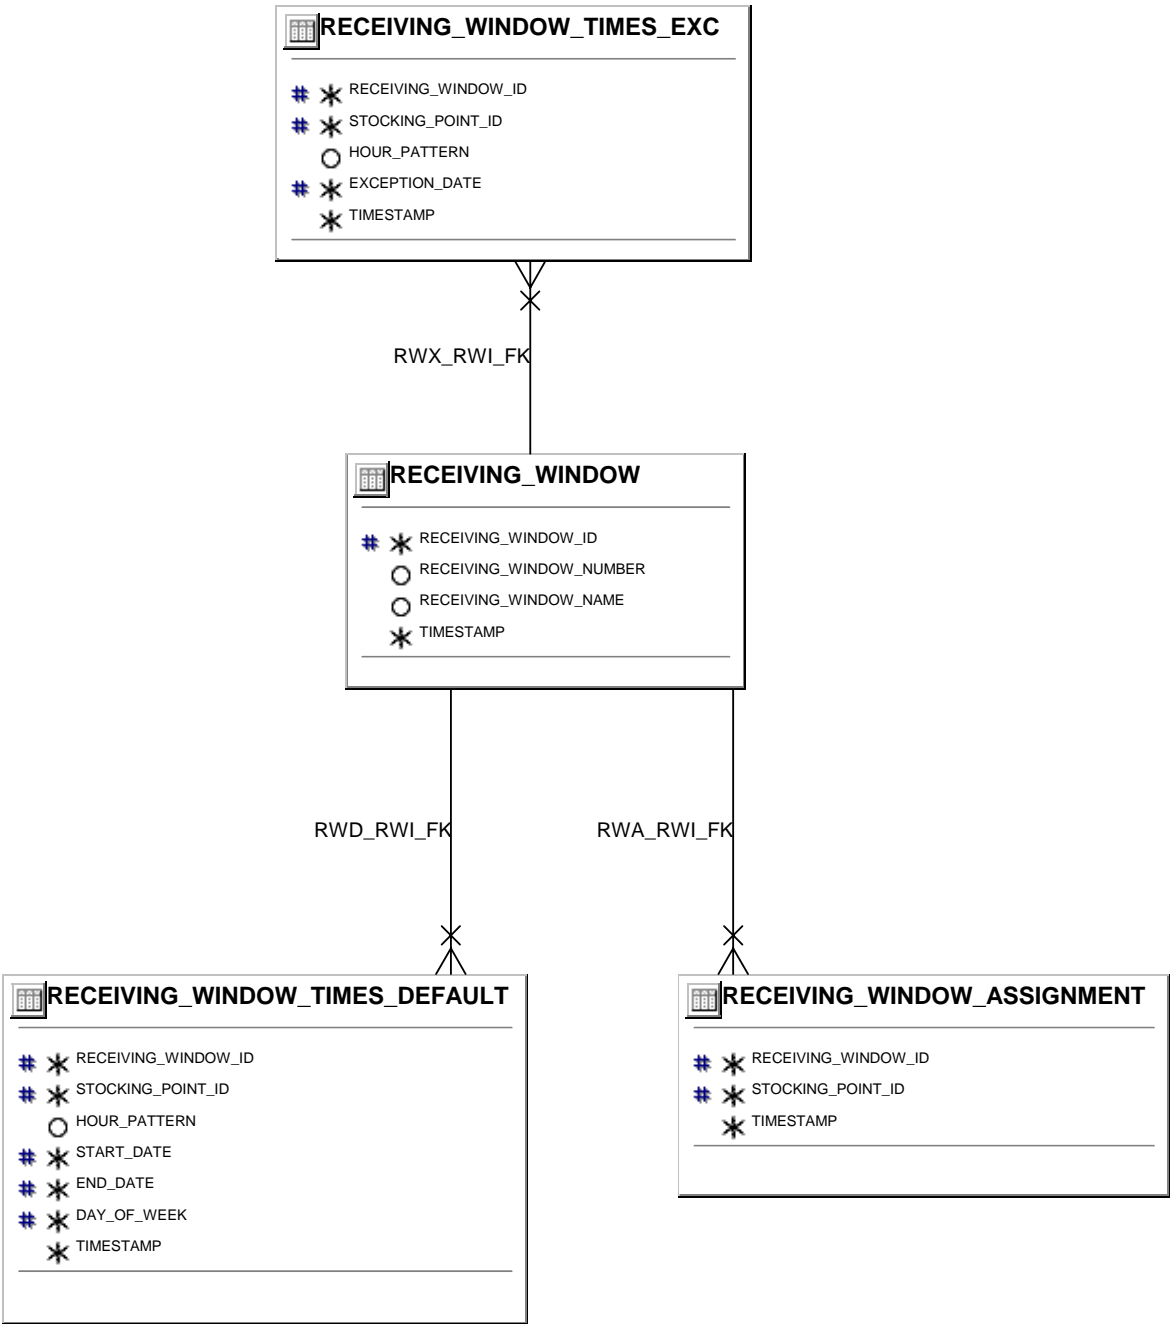 RECEIVING_WINDOW_TIMES_EXC
# * RECEIVING_WINDOW_ID
# * STOCKING_POINT_ID
O HOUR_PATTERN
# * EXCEPTION_DATE
* TIMESTAMP
RWX_RWI_FK
RECEIVING_WINDOW
# * RECEIVING_WINDOW_ID
O RECEIVING_WINDOW_NUMBER
O RECEIVING_WINDOW_NAME
* TIMESTAMP
RWD_RWI_FK
RWA_RWI_FK
RECEIVING_WINDOW_TIMES_DEFAULT
# * RECEIVING_WINDOW_ID
# * STOCKING_POINT_ID
O HOUR_PATTERN
# * START_DATE
# * END_DATE
# * DAY_OF_WEEK
* TIMESTAMP
RECEIVING_WINDOW_ASSIGNMENT
# * RECEIVING_WINDOW_ID
# * STOCKING_POINT_ID
* TIMESTAMP